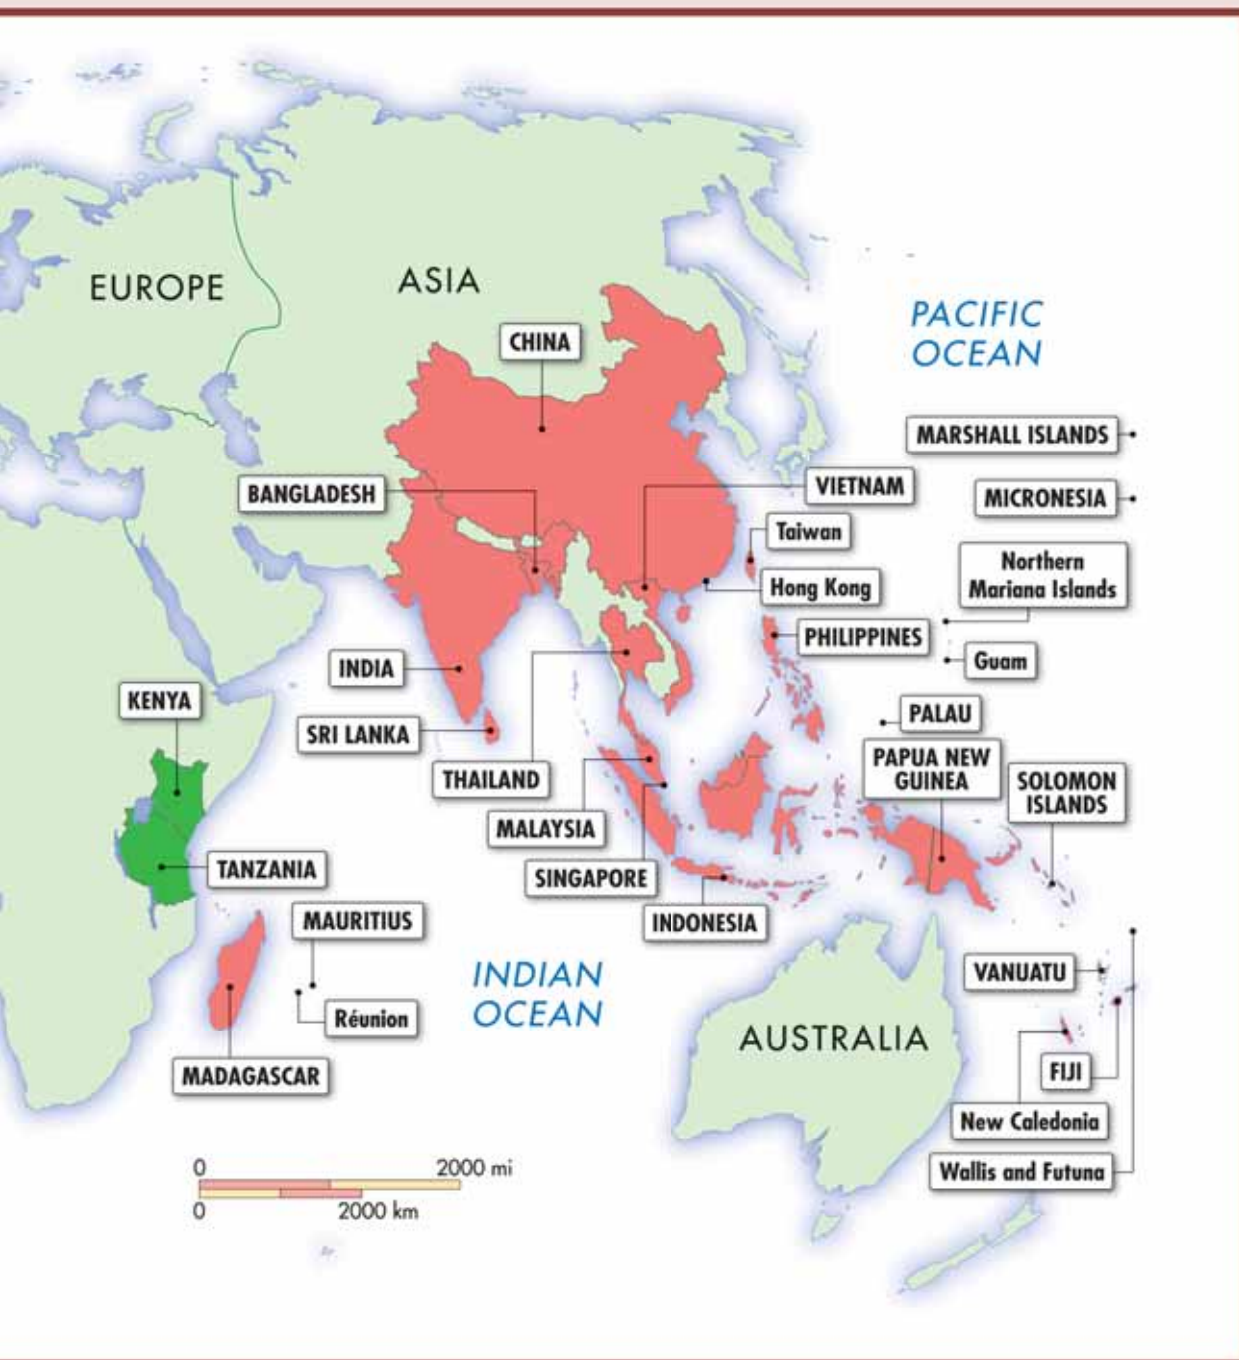 EUROPE
ASIA
PACIFIC
OCEAN
CHINA
MARSHALL ISLANDS
BANGLADESH
VIETNAM
MICRONESIA
Taiwan
Northern
Mariana Islands
Hong Kong
PHILIPPINES
Guam
INDIA
KENYA
PALAU
SRI LANKA
PAPUA NEW
GUINEA
THAILAND
SOLOMON
ISLANDS
MALAYSIA
TANZANIA
SINGAPORE
MAURITIUS
INDONESIA
INDIAN
OCEAN
VANUATU
Réunion
AUSTRALIA
MADAGASCAR
FIJI
New Caledonia
0 2000 mi
Wallis and Futuna
0 2000 km